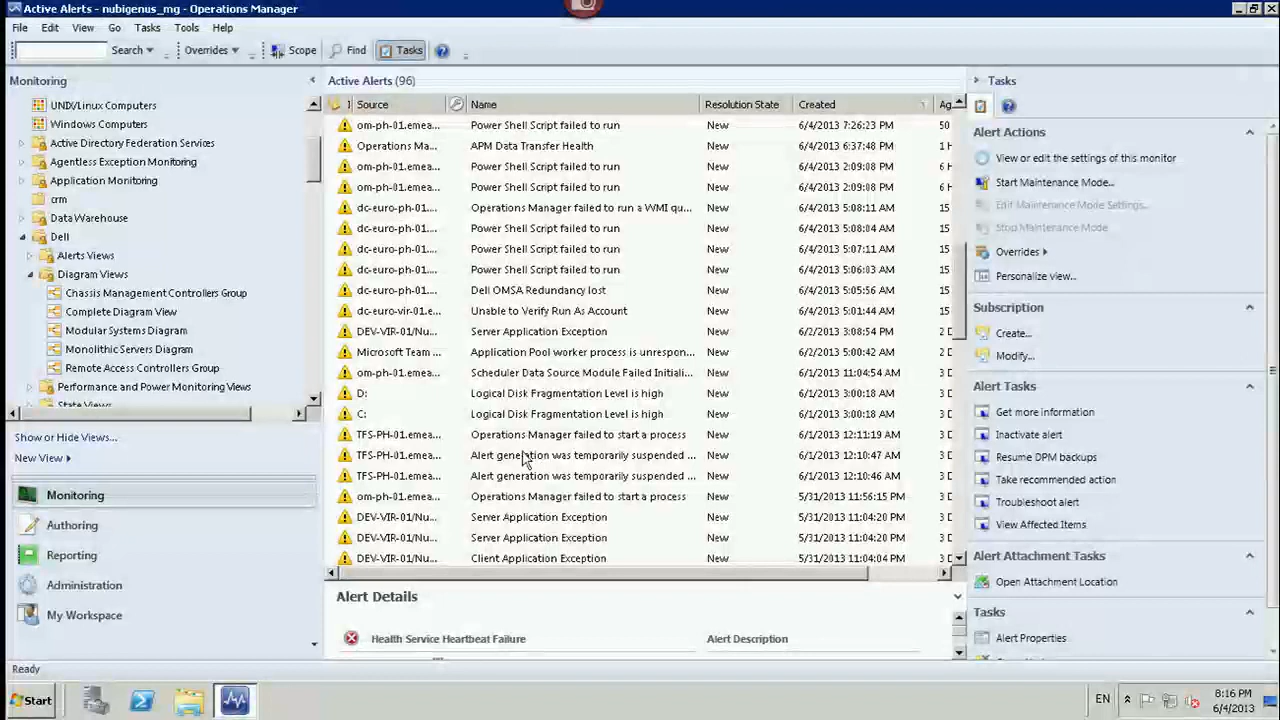 Active Alerts - nubigenus_mg - Operations Manager
File Edit View Go Tasks Tools Help
Search Overrides Scope Find Tasks
Monitoring
UNIX/Linux Computers
Windows Computers
Active Directory Federation Services
Agentless Exception Monitoring
Application Monitoring
crm
Data Warehouse
Dell
Alerts Views
Diagram Views
Chassis Management Controllers Group
Complete Diagram View
Modular Systems Diagram
Monolithic Servers Diagram
Remote Access Controllers Group
Performance and Power Monitoring Views
State Views
Show or Hide Views...
New View
Monitoring
Authoring
Reporting
Administration
My Workspace
Active Alerts (96)
Source Name Resolution State Created Ag
om-ph-01.emea... Power Shell Script failed to run New 6/4/2013 7:26:23 PM 50
Operations Ma... APM Data Transfer Health New 6/4/2013 6:37:48 PM 1 H
om-ph-01.emea... Power Shell Script failed to run New 6/4/2013 2:09:08 PM 6 H
om-ph-01.emea... Power Shell Script failed to run New 6/4/2013 2:09:08 PM 6 H
dc-euro-ph-01.... Operations Manager failed to run a WMI qu... New 6/4/2013 5:08:11 AM 15
dc-euro-ph-01.... Power Shell Script failed to run New 6/4/2013 5:08:04 AM 15
dc-euro-ph-01.... Power Shell Script failed to run New 6/4/2013 5:07:11 AM 15
dc-euro-ph-01.... Power Shell Script failed to run New 6/4/2013 5:06:03 AM 15
dc-euro-ph-01.... Dell OMSA Redundancy lost New 6/4/2013 5:05:56 AM 15
dc-euro-vir-01.e... Unable to Verify Run As Account New 6/4/2013 5:01:44 AM 15
DEV-VIR-01/Nu... Server Application Exception New 6/2/2013 3:08:54 PM 2 D
Microsoft Team ... Application Pool worker process is unrespon... New 6/2/2013 5:00:42 AM 2 D
om-ph-01.emea... Scheduler Data Source Module Failed Initiali... New 6/1/2013 11:04:54 AM 3 D
D: Logical Disk Fragmentation Level is high New 6/1/2013 3:00:18 AM 3 D
C: Logical Disk Fragmentation Level is high New 6/1/2013 3:00:18 AM 3 D
TFS-PH-01.emea... Operations Manager failed to start a process New 6/1/2013 12:11:19 AM 3 D
TFS-PH-01.emea... Alert generation was temporarily suspended ... New 6/1/2013 12:10:47 AM 3 D
TFS-PH-01.emea... Alert generation was temporarily suspended ... New 6/1/2013 12:10:46 AM 3 D
om-ph-01.emea... Operations Manager failed to start a process New 5/31/2013 11:56:15 PM 3 D
DEV-VIR-01/Nu... Server Application Exception New 5/31/2013 11:04:20 PM 3 D
DEV-VIR-01/Nu... Server Application Exception New 5/31/2013 11:04:20 PM 3 D
DEV-VIR-01/Nu... Client Application Exception New 5/31/2013 11:04:04 PM 3 D
Alert Details
Health Service Heartbeat Failure Alert Description
Tasks
Alert Actions
View or edit the settings of this monitor
Start Maintenance Mode...
Edit Maintenance Mode Settings...
Stop Maintenance Mode
Overrides
Personalize view...
Subscription
Create...
Modify...
Alert Tasks
Get more information
Inactivate alert
Resume DPM backups
Take recommended action
Troubleshoot alert
View Affected Items
Alert Attachment Tasks
Open Attachment Location
Tasks
Alert Properties
Ready
Start EN 8:16 PM
6/4/2013